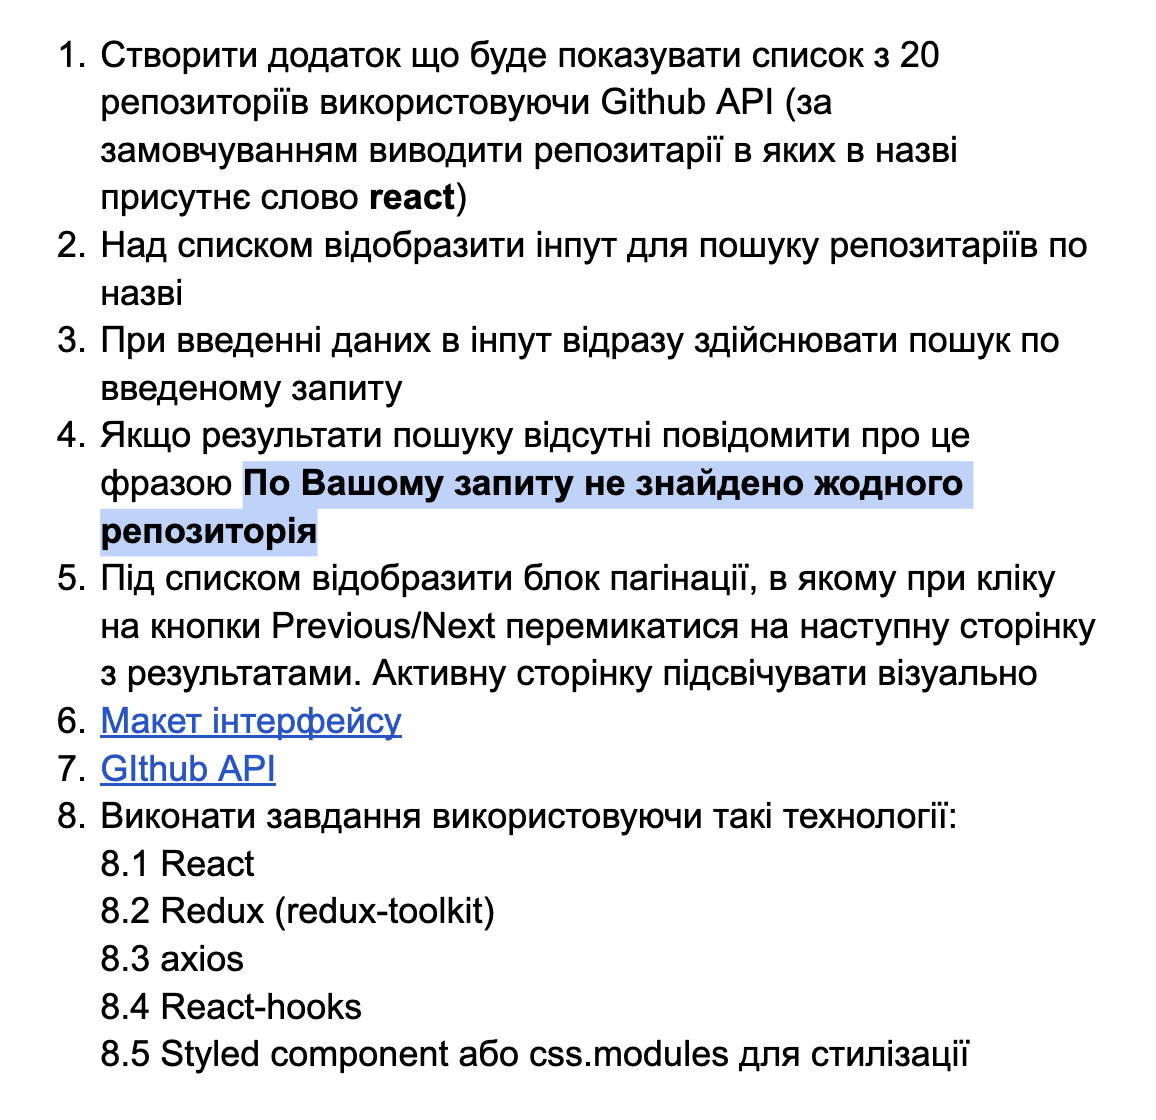 1. Створити додаток що буде показувати список з 20
репозиторіїв використовуючи Github API (за
замовчуванням виводити репозитарії в яких в назві
присутнє слово react)
2. Над списком відобразити інпут для пошуку репозитаріїв по
назві
3. При введенні даних в інпут відразу здійснювати пошук по
введеному запиту
4. Якщо результати пошуку відсутні повідомити про це
фразою По Вашому запиту не знайдено жодного
репозиторія
5. Під списком відобразити блок пагінації, в якому при кліку
на кнопки Previous/Next перемикатися на наступну сторінку
з результатами. Активну сторінку підсвічувати візуально
6. Макет інтерфейсу
7. GIthub API
8. Виконати завдання використовуючи такі технології:
8.1 React
8.2 Redux (redux-toolkit)
8.3 axios
8.4 React-hooks
8.5 Styled component або css.modules для стилізації